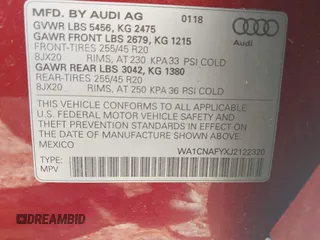 MFD. BY AUDI AG 01/18
GVWR LBS 5456, KG 2475
GAWR FRONT LBS 2679, KG 1215
FRONT-TIRES 255/45 R20
8JX20 RIMS, AT 230 KPA/33 PSI COLD
GAWR REAR LBS 3042, KG 1380
REAR-TIRES 255/45 R20
8JX20 RIMS, AT 250 KPA/36 PSI COLD
THIS VEHICLE CONFORMS TO ALL APPLICABLE
U.S. FEDERAL MOTOR VEHICLE SAFETY AND
THEFT PREVENTION STANDARDS IN EFFECT ON THE
DATE OF MANUFACTURE SHOWN ABOVE
MEXICO
WA1CNAFYXJ2122320
TYPE:
MPV
DREAMBID